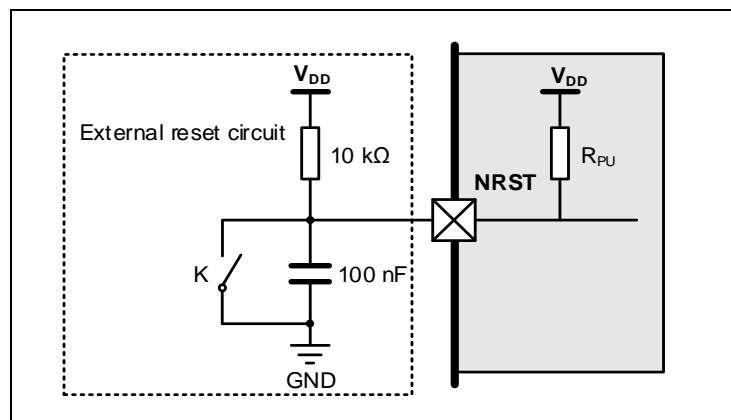 VDD
External reset circuit
10 kΩ
K
100 nF
GND
VDD
RPU
NRST